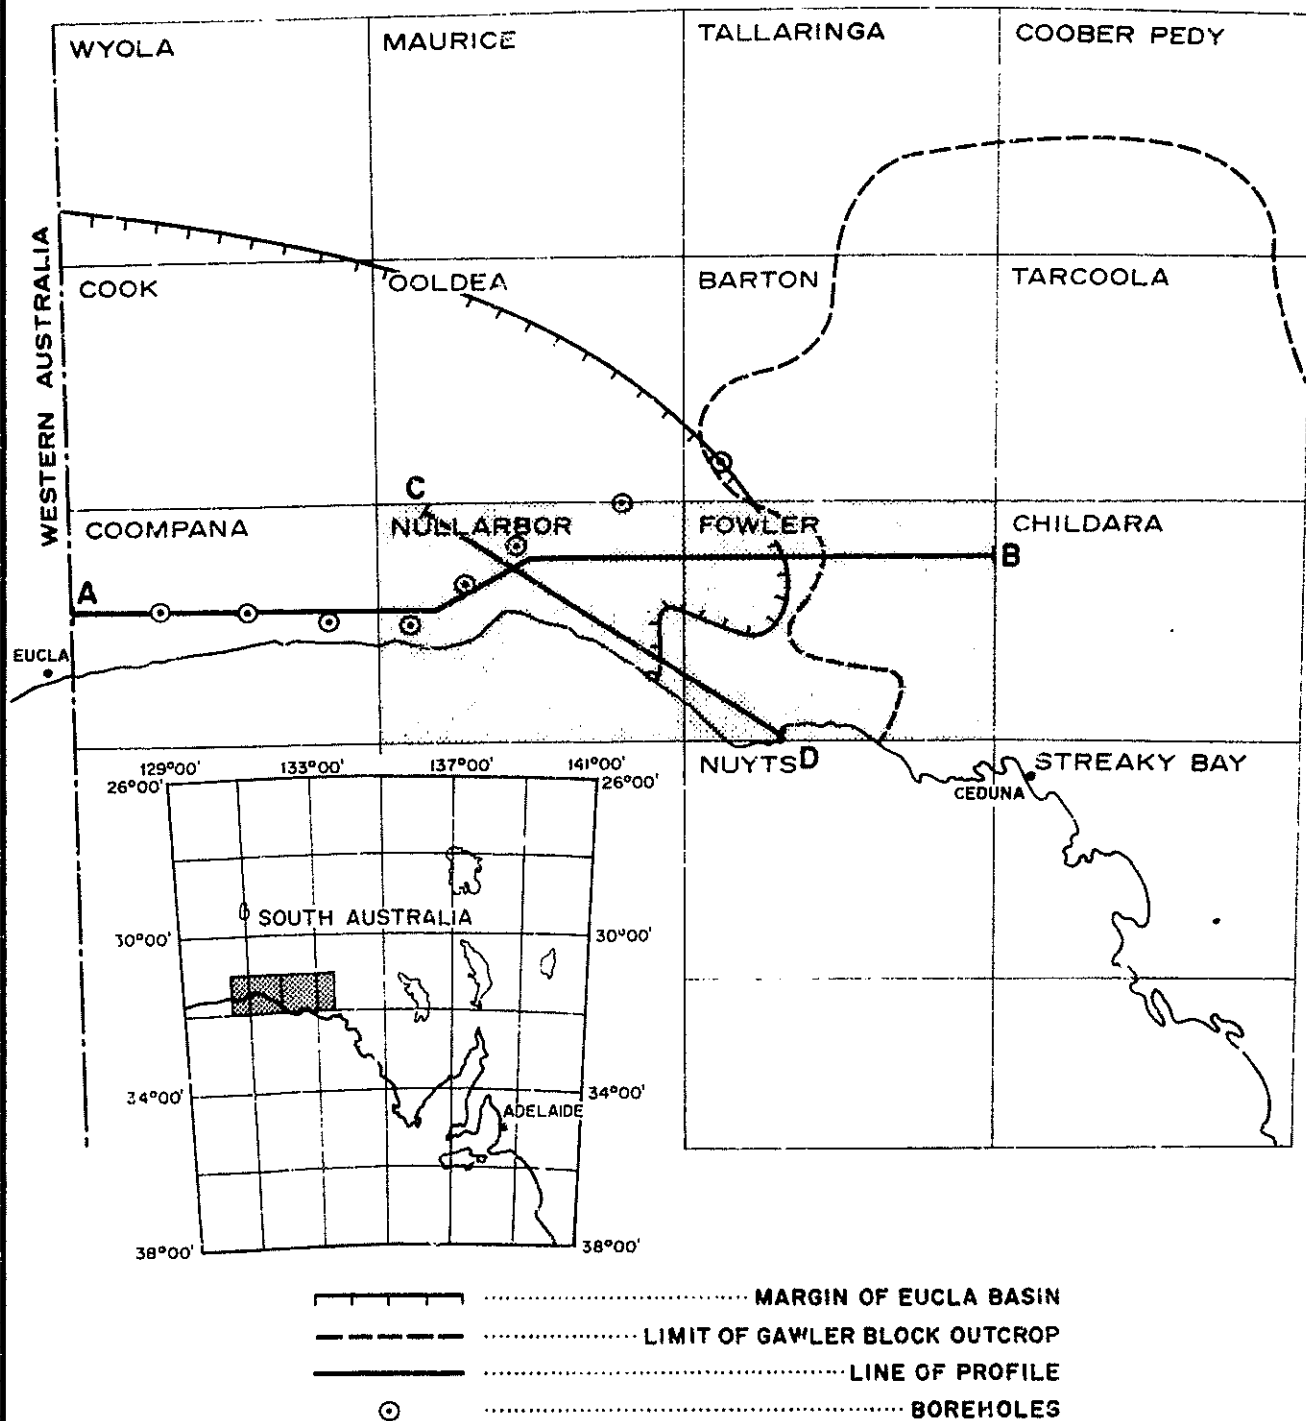 WYOLA
MAURICE
TALLARINGA
COOBER PEDY
WESTERN AUSTRALIA
COOK
OOLDEA
BARTON
TARCOOLA
C
COOMPANA
NULLARBOR
FOWLER
CHILDARA
A
B
EUCLA
NUYTS
D
STREAKY BAY
CEDUNA
129°00' 133°00' 137°00' 141°00'
26°00' 26°00'
SOUTH AUSTRALIA
30°00' 30°00'
34°00' 34°00'
ADELAIDE
38°00' 38°00'
MARGIN OF EUCLA BASIN
LIMIT OF GAWLER BLOCK OUTCROP
LINE OF PROFILE
BOREHOLES